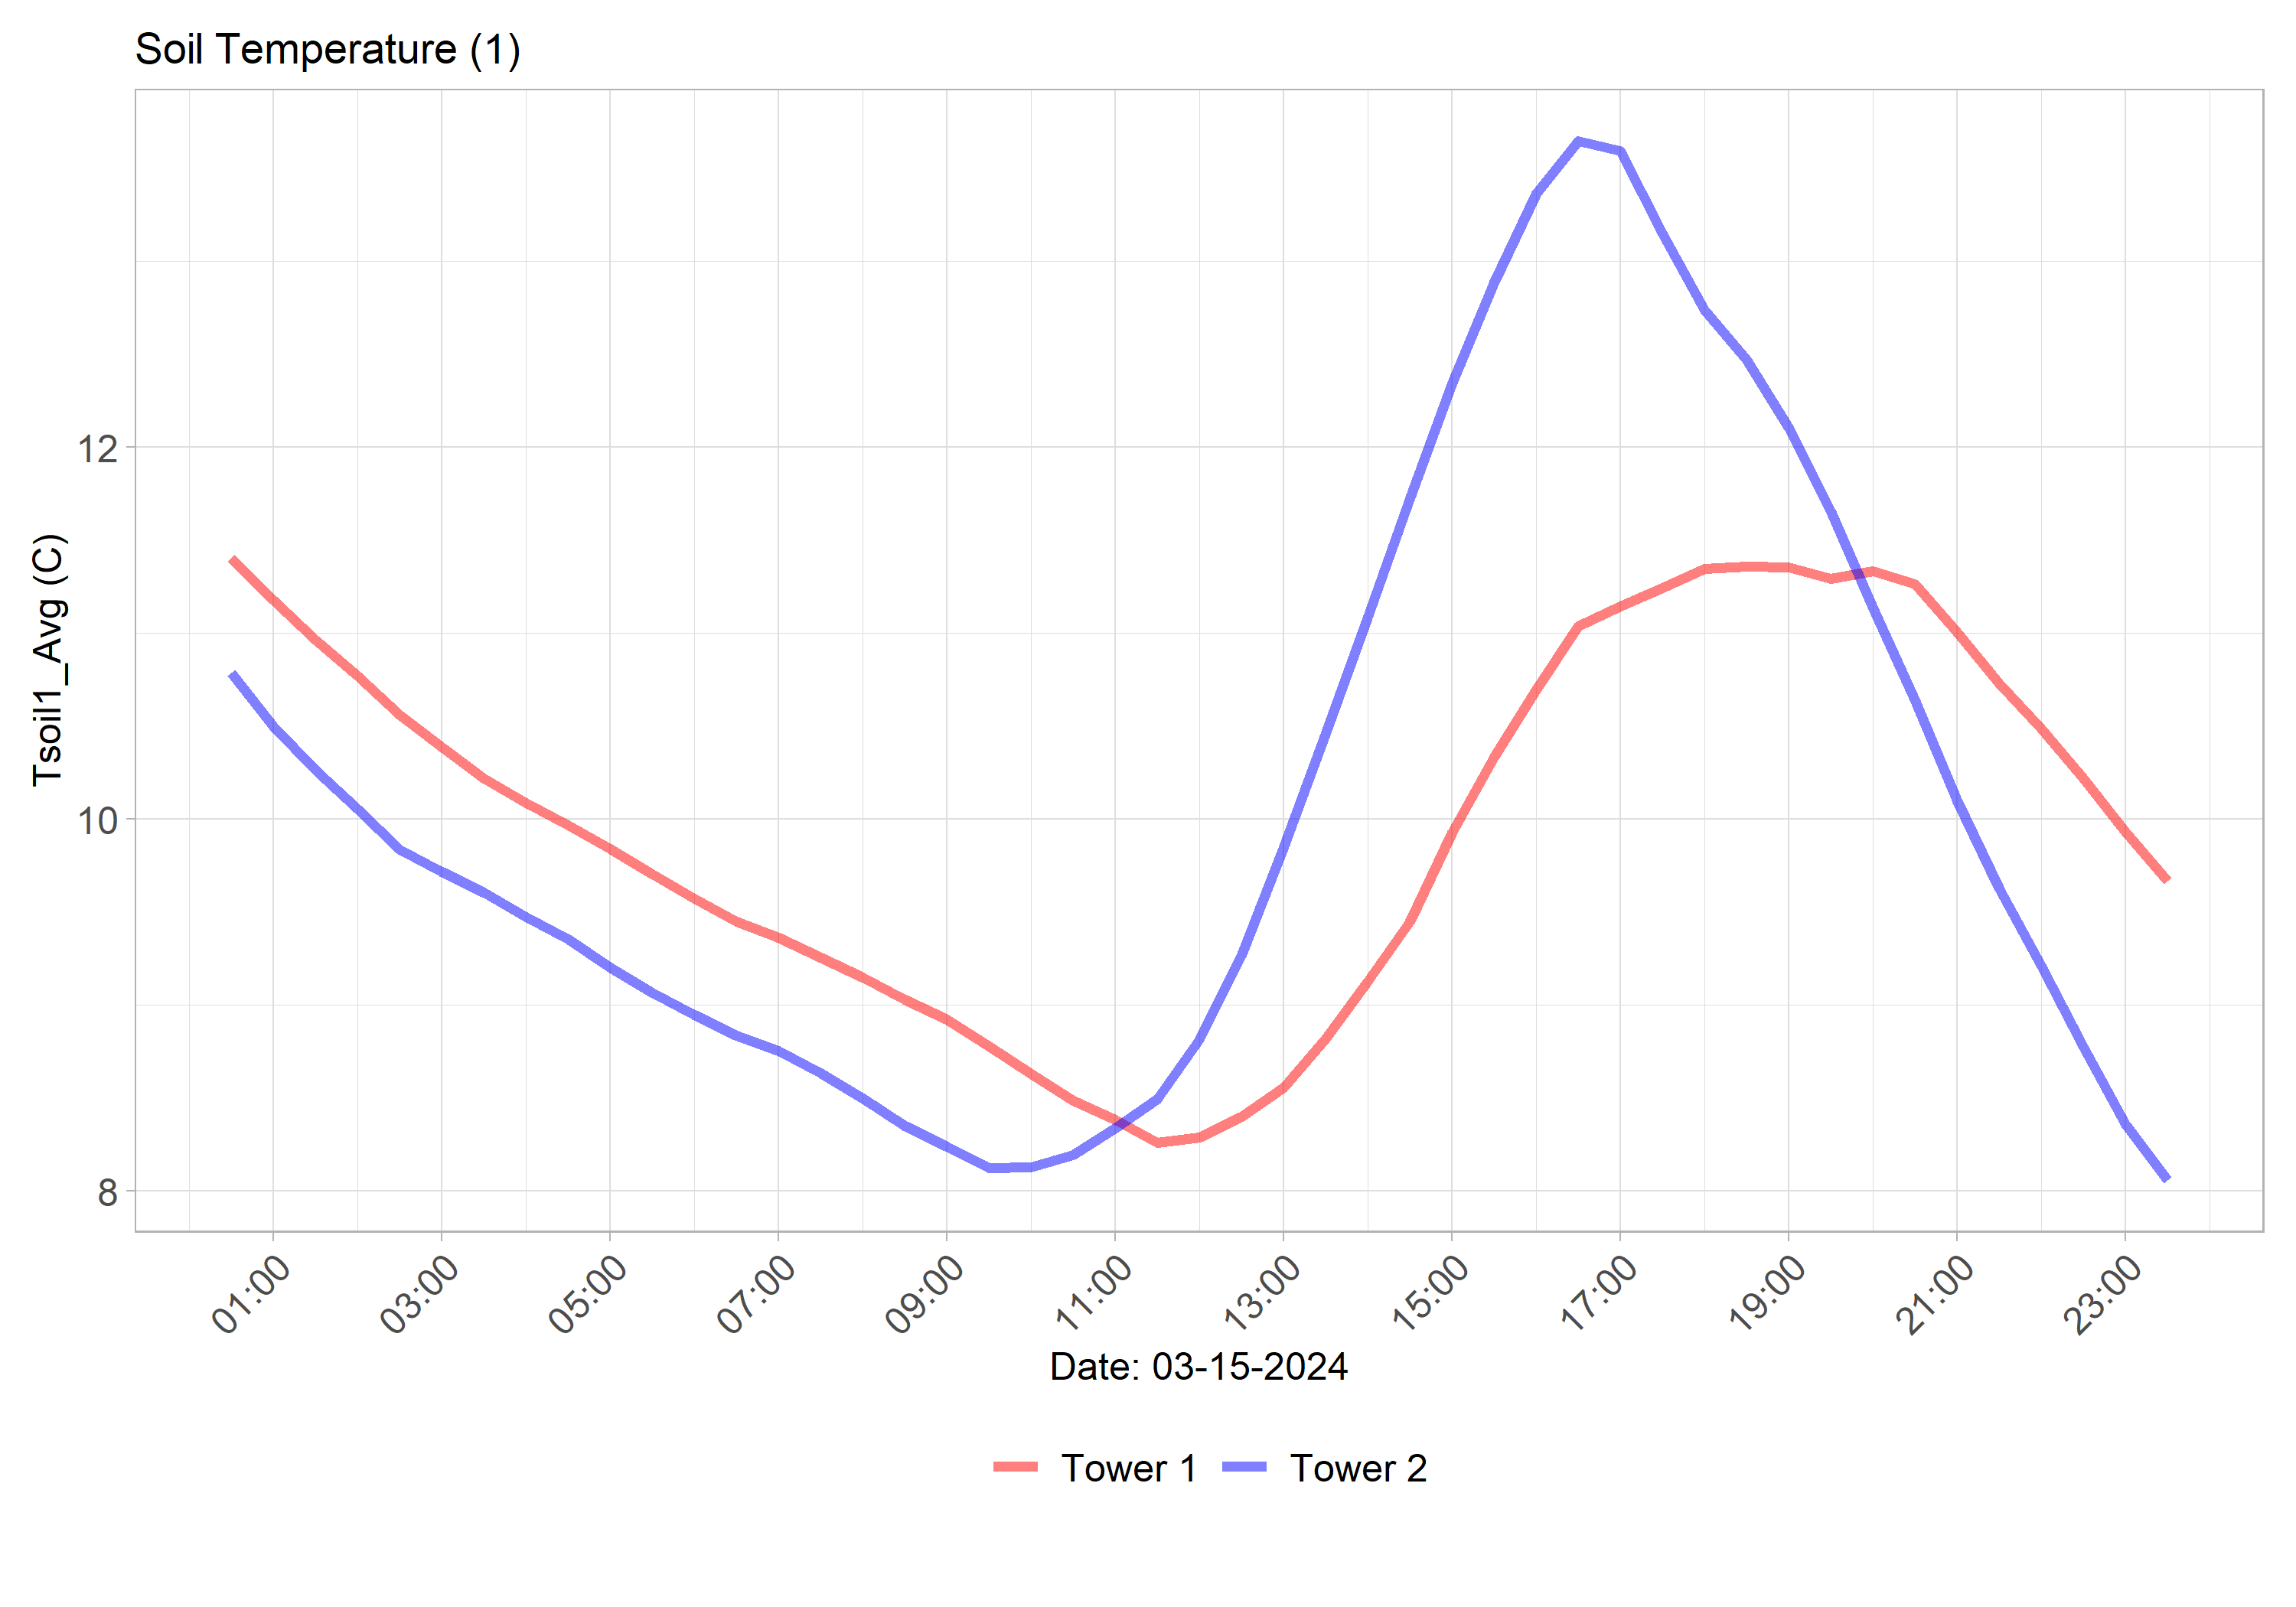 Soil Temperature (1)
Tsoil1_Avg (C)
12
10
8
01:00 03:00 05:00 07:00 09:00 11:00 13:00 15:00 17:00 19:00 21:00 23:00
Date: 03-15-2024
Tower 1 Tower 2